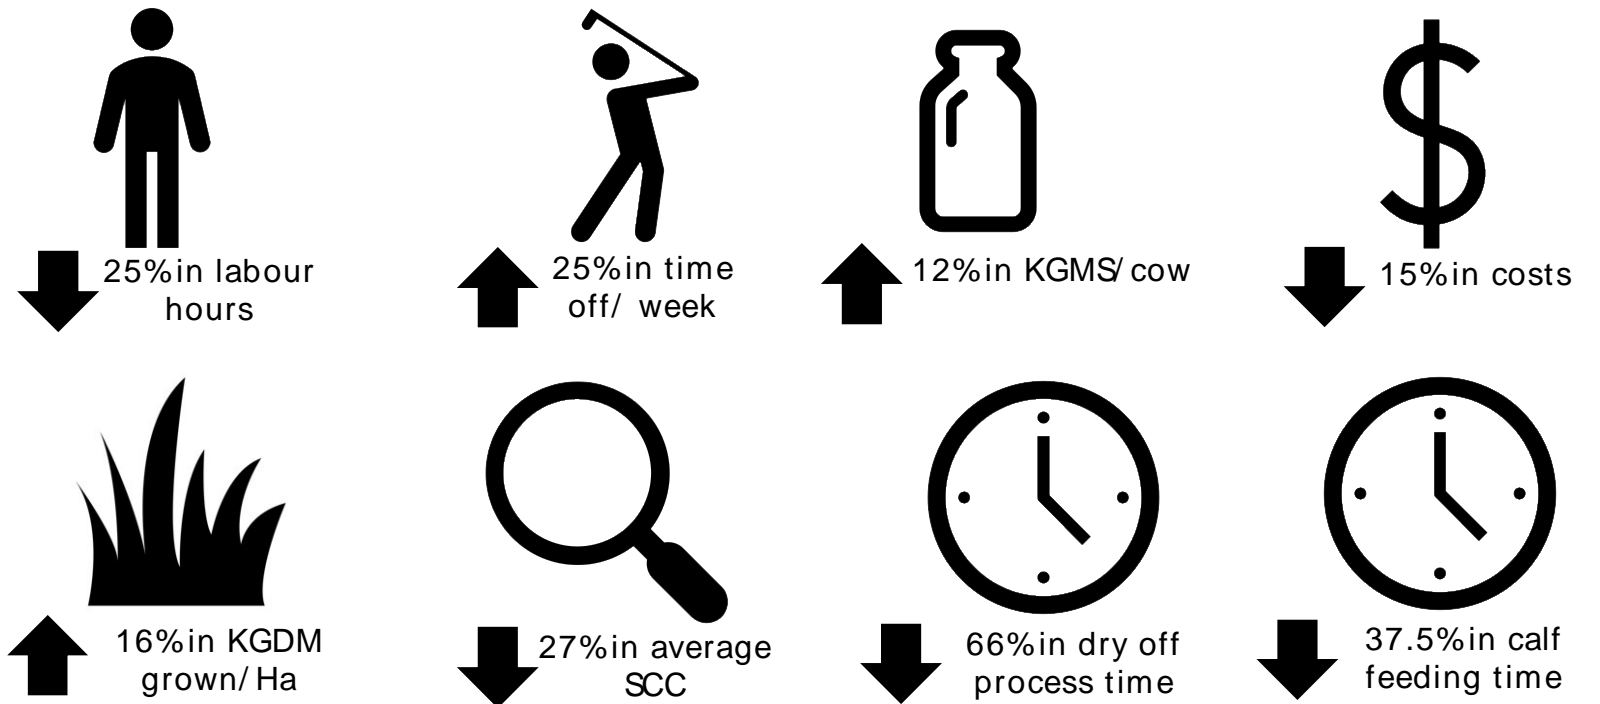 25% in labour
hours
25% in time
off/ week
12% in KGMS/ cow
15% in costs
16% in KGDM
grown/ Ha
27% in average
SCC
66% in dry off
process time
37.5% in calf
feeding time